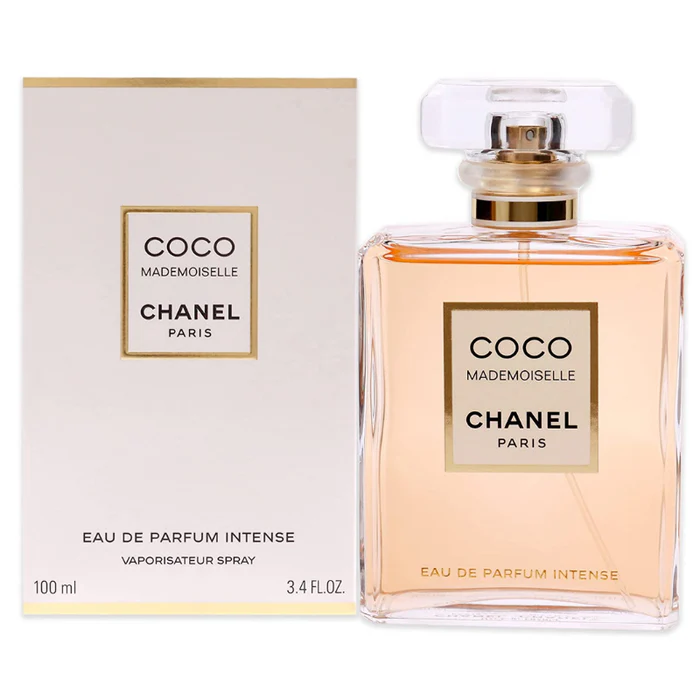 COCO
MADEMOISELLE
CHANEL
PARIS
EAU DE PARFUM INTENSE
VAPORISATEUR SPRAY
100 ml 3.4 FL.OZ.
COCO
MADEMOISELLE
CHANEL
PARIS
EAU DE PARFUM INTENSE